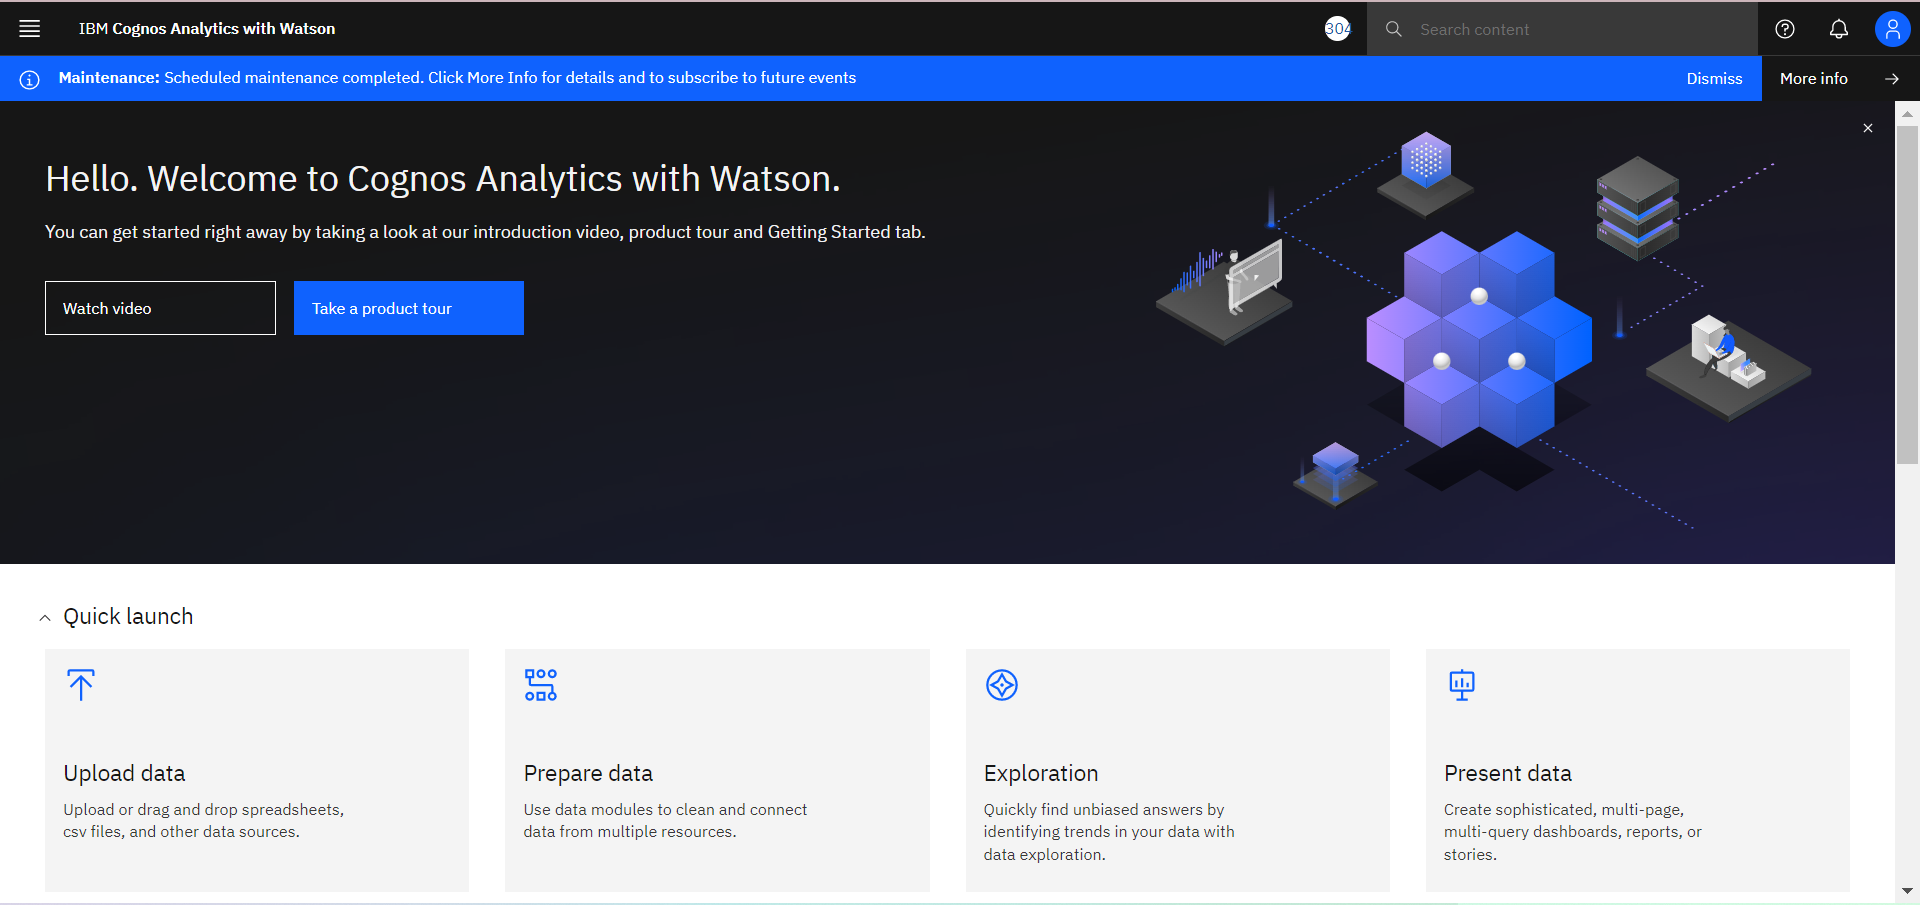 IBM Cognos Analytics with Watson
304
Search content
Maintenance: Scheduled maintenance completed. Click More Info for details and to subscribe to future events
Dismiss
More info
Hello. Welcome to Cognos Analytics with Watson.
You can get started right away by taking a look at our introduction video, product tour and Getting Started tab.
Watch video
Take a product tour
Quick launch
Upload data
Upload or drag and drop spreadsheets,
csv files, and other data sources.
Prepare data
Use data modules to clean and connect
data from multiple resources.
Exploration
Quickly find unbiased answers by
identifying trends in your data with
data exploration.
Present data
Create sophisticated, multi-page,
multi-query dashboards, reports, or
stories.